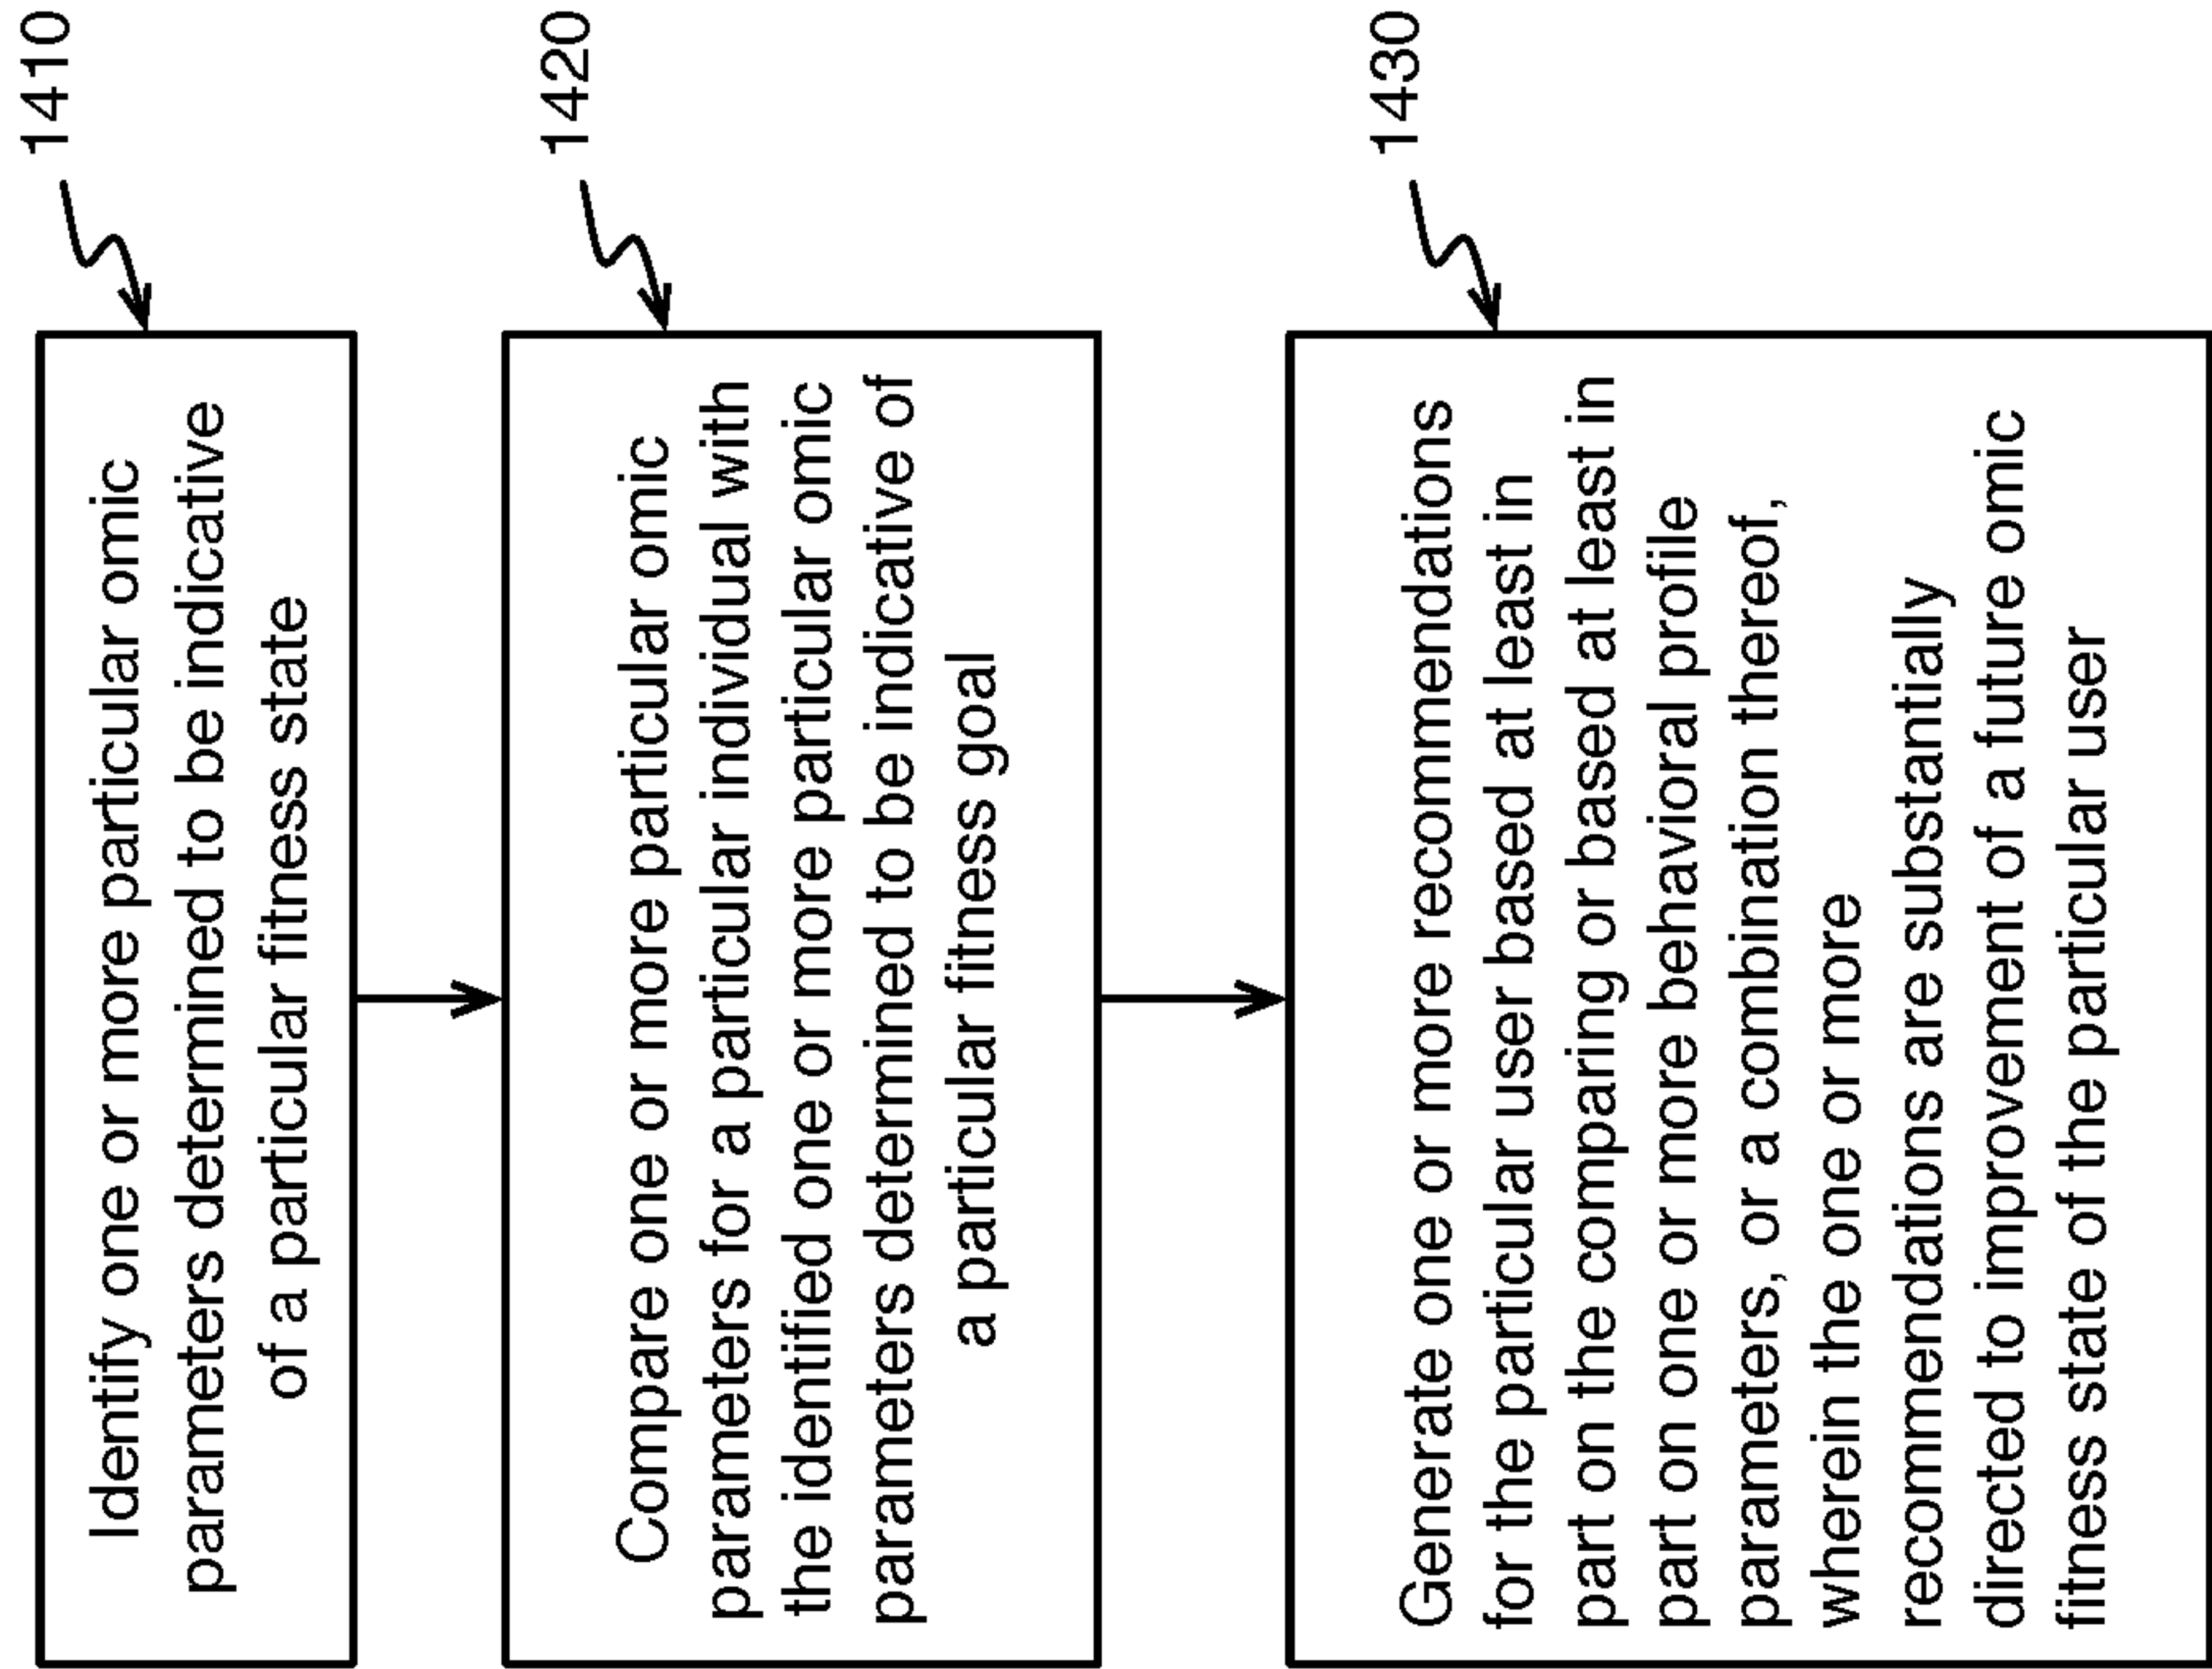 1410
Identify one or more particular omic
parameters determined to be indicative
of a particular fitness state
1420
Compare one or more particular omic
parameters for a particular individual with
the identified one or more particular omic
parameters determined to be indicative of
a particular fitness goal
1430
Generate one or more recommendations
for the particular user based at least in
part on the comparing or based at least in
part on one or more behavioral profile
parameters, or a combination thereof,
wherein the one or more
recommendations are substantially
directed to improvement of a future omic
fitness state of the particular user